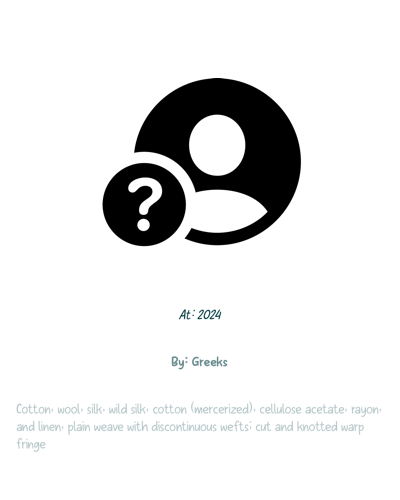 ?
At: 2024
By: Greeks
Cotton, wool, silk, wild silk, cotton (mercerized), cellulose acetate, rayon,
and linen; plain weave with discontinuous wefts; cut and knotted warp
fringe